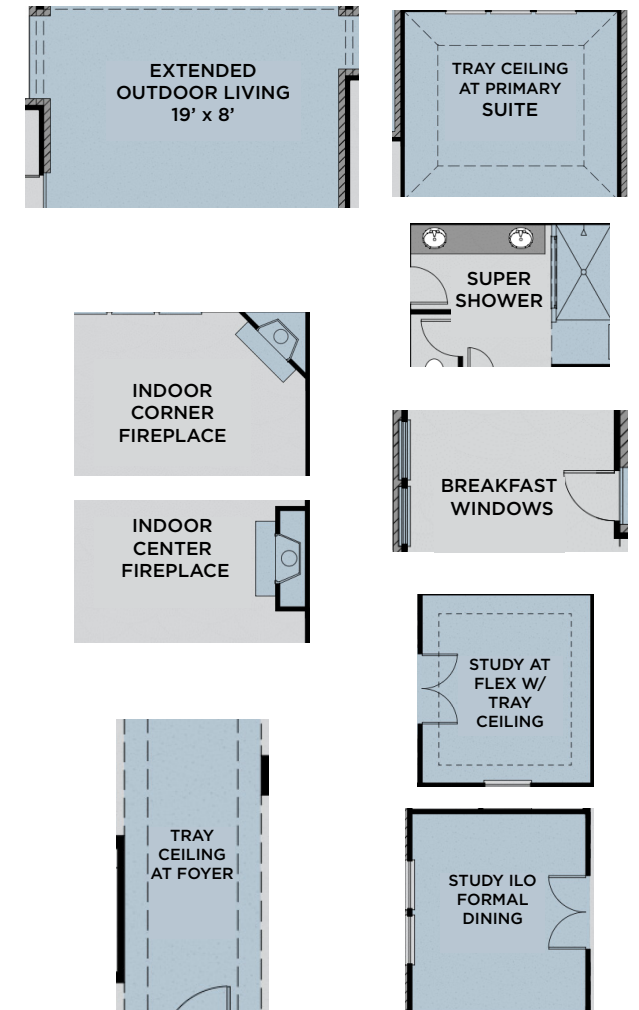 EXTENDED
OUTDOOR LIVING
19’ x 8’
TRAY CEILING
AT PRIMARY
SUITE
SUPER
SHOWER
INDOOR
CORNER
FIREPLACE
BREAKFAST
WINDOWS
INDOOR
CENTER
FIREPLACE
STUDY AT
FLEX W/
TRAY
CEILING
TRAY
CEILING
AT FOYER
STUDY ILO
FORMAL
DINING